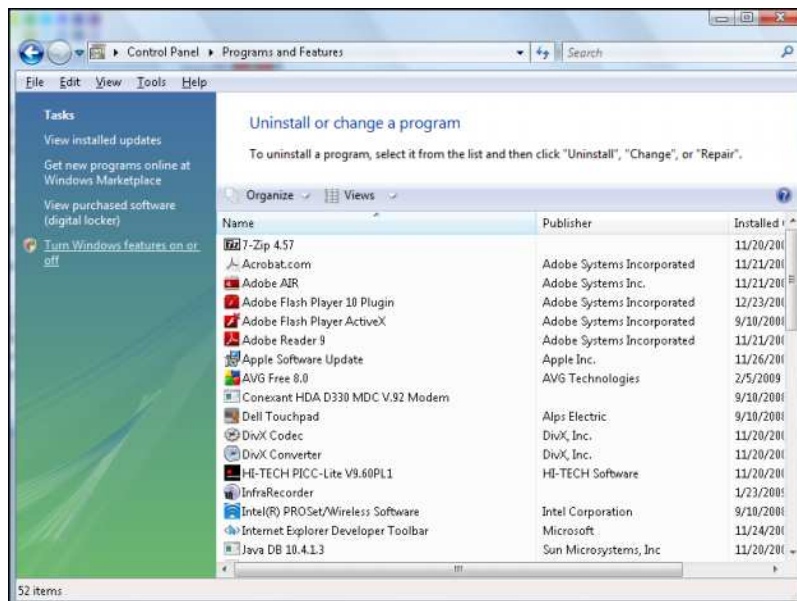 Control Panel ▸ Programs and Features
Search
File Edit View Tools Help
Tasks
View installed updates
Get new programs online at
Windows Marketplace
View purchased software
(digital locker)
Turn Windows features on or
off
Uninstall or change a program
To uninstall a program, select it from the list and then click "Uninstall", "Change", or "Repair".
Organize Views
Name Publisher Installed
7-Zip 4.57
Acrobat.com Adobe Systems Incorporated
Adobe AIR Adobe Systems Inc.
Adobe Flash Player 10 Plugin Adobe Systems Incorporated
Adobe Flash Player ActiveX Adobe Systems Incorporated
Adobe Reader 9 Adobe Systems Incorporated
Apple Software Update Apple Inc.
AVG Free 8.0 AVG Technologies 2/5/2009
Conexant HDA D330 MDC V.92 Modem
Dell Touchpad Alps Electric
DivX Codec DivX, Inc.
DivX Converter DivX, Inc.
HI-TECH PICC-Lite V9.60PL1 HI-TECH Software
InfraRecorder
Intel(R) PROSet/Wireless Software Intel Corporation
Internet Explorer Developer Toolbar Microsoft
Java DB 10.4.1.3 Sun Microsystems, Inc
52 items